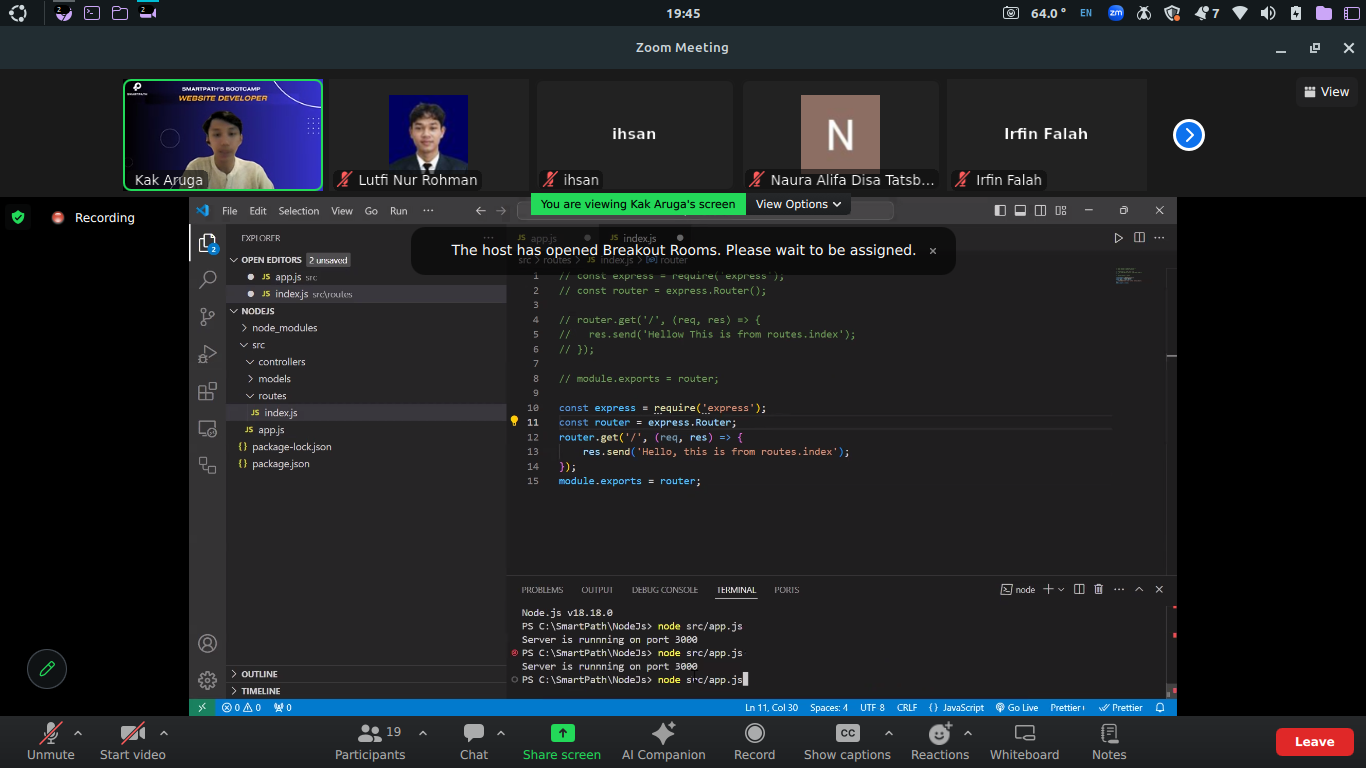 2
2
19:45
64.0 °
EN
zm
7
Zoom Meeting
SMARTPATH'S BOOTCAMP
WEBSITE DEVELOPER
Kak Aruga
Lutfi Nur Rohman
ihsan
ihsan
N
Naura Alifa Disa Tatsb...
Irfin Falah
Irfin Falah
View
Recording
You are viewing Kak Aruga's screen
View Options
The host has opened Breakout Rooms. Please wait to be assigned.
File Edit Selection View Go Run ···
EXPLORER
OPEN EDITORS 2 unsaved
JS app.js src
JS index.js src\routes
NODEJS
node_modules
src
controllers
models
routes
JS index.js
JS app.js
{} package-lock.json
{} package.json
OUTLINE
TIMELINE
2
JS app.js
JS index.js
src > routes > JS index.js > router
1 // const express = require('express');
2 // const router = express.Router();
3
4 // router.get('/', (req, res) => {
5 //   res.send('Hellow This is from routes.index');
6 // });
7
8 // module.exports = router;
9
10 const express = require('express');
11 const router = express.Router;
12 router.get('/', (req, res) => {
13     res.send('Hello, this is from routes.index');
14 });
15 module.exports = router;
PROBLEMS OUTPUT DEBUG CONSOLE TERMINAL PORTS
node
Node.js v18.18.0
PS C:\SmartPath\NodeJs> node src/app.js
Server is runnning on port 3000
PS C:\SmartPath\NodeJs> node src/app.js
Server is runnning on port 3000
PS C:\SmartPath\NodeJs> node src/app.js
0 0 0
Ln 11, Col 30 Spaces: 4 UTF 8 CRLF {} JavaScript Go Live Prettier Prettier
Unmute
Start video
Participants
19
Chat
Share screen
AI Companion
Record
CC
Show captions
Reactions
Whiteboard
Notes
Leave